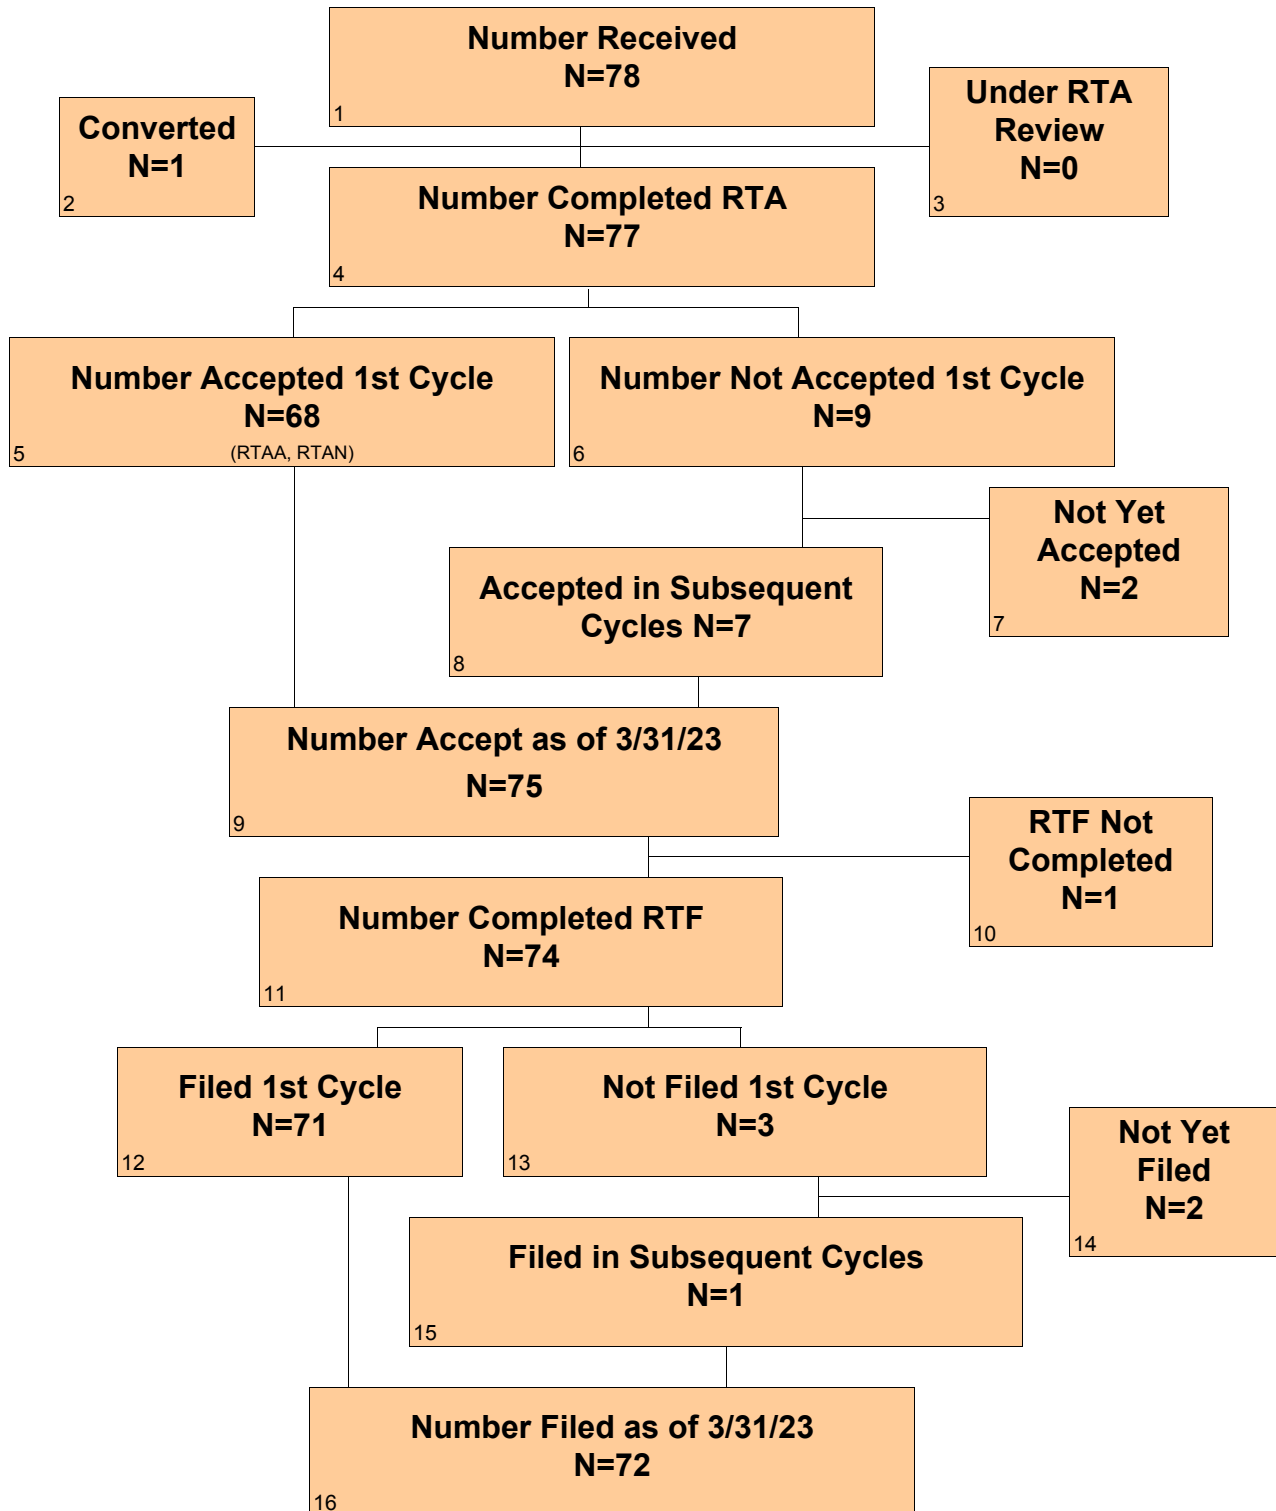 Number Received
N=78
1
Converted
N=1
2
Under RTA
Review
N=0
3
Number Completed RTA
N=77
4
Number Accepted 1st Cycle
N=68
(RTAA, RTAN)
5
Number Not Accepted 1st Cycle
N=9
6
Not Yet
Accepted
N=2
7
Accepted in Subsequent
Cycles N=7
8
Number Accept as of 3/31/23
N=75
9
RTF Not
Completed
N=1
10
Number Completed RTF
N=74
11
Filed 1st Cycle
N=71
12
Not Filed 1st Cycle
N=3
13
Not Yet
Filed
N=2
14
Filed in Subsequent Cycles
N=1
15
Number Filed as of 3/31/23
N=72
16